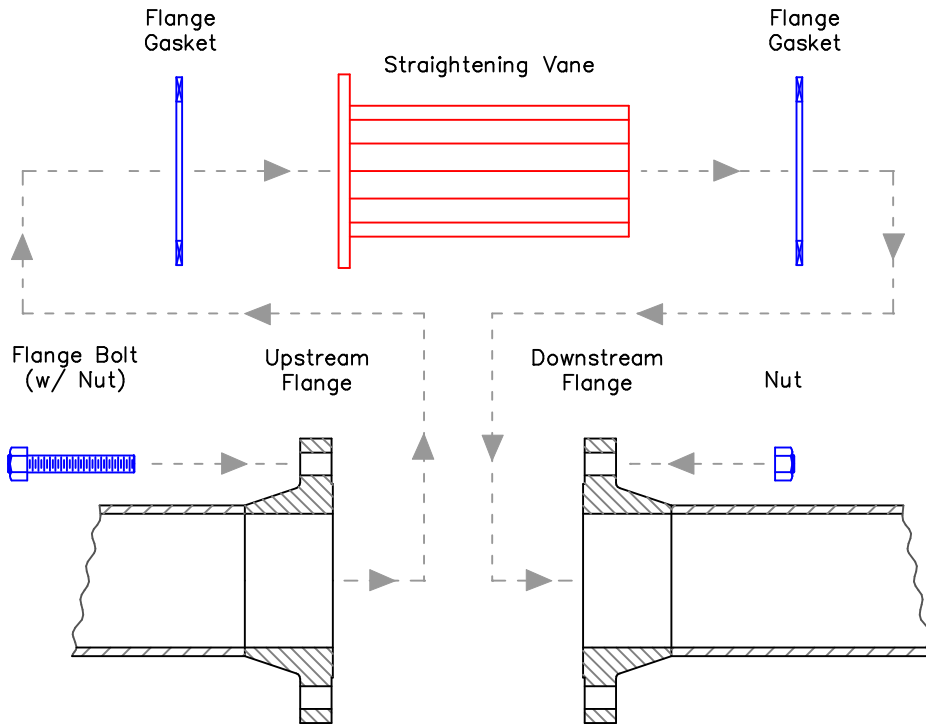 Flange
Gasket
Straightening Vane
Flange
Gasket
Flange Bolt
(w/ Nut)
Upstream
Flange
Downstream
Flange
Nut